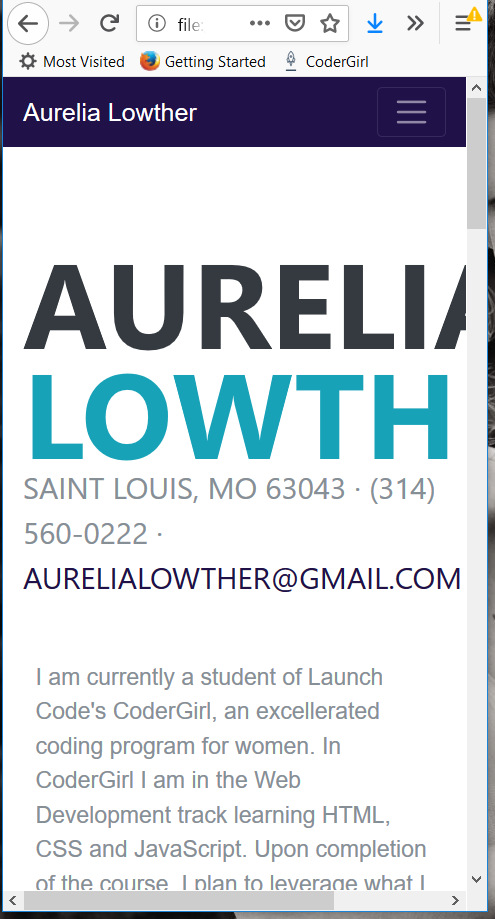 file:
Most Visited Getting Started CoderGirl
Aurelia Lowther
AURELIA
LOWTH
SAINT LOUIS, MO 63043 · (314)
560-0222 ·
AURELIALOWTHER@GMAIL.COM
I am currently a student of Launch
Code's CoderGirl, an excellerated
coding program for women. In
CoderGirl I am in the Web
Development track learning HTML,
CSS and JavaScript. Upon completion
of the course, I plan to leverage what I